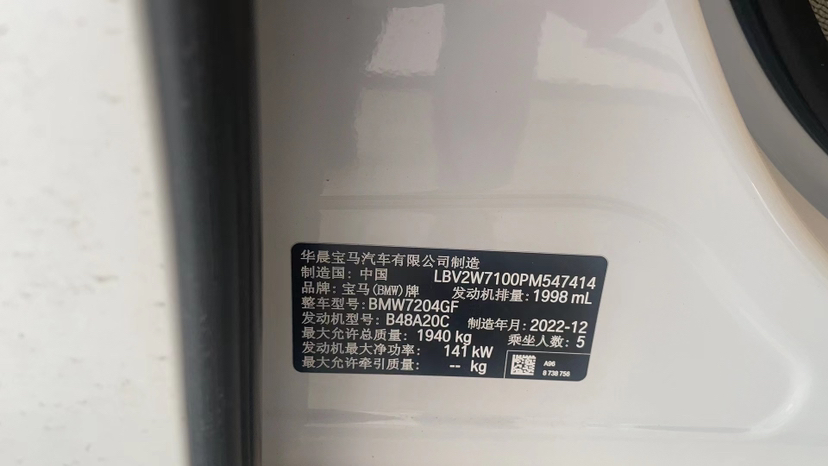 华晨宝马汽车有限公司制造
制造国: 中国 LBV2W7100PM547414
品牌: 宝马(BMW)牌 发动机排量: 1998 mL
整车型号: BMW7204GF
发动机型号: B48A20C 制造年月: 2022-12
最大允许总质量: 1940 kg 乘坐人数: 5
发动机最大净功率: 141 kW
最大允许牵引质量: -- kg
A96
8 738 756